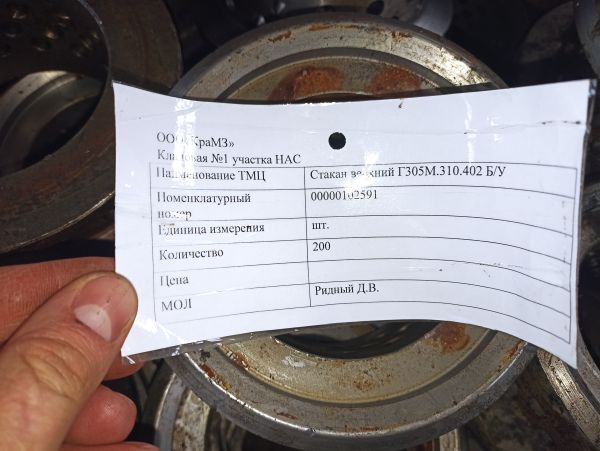 ООО «КраМЗ»
Кладовая №1 участка НАС
Наименование ТМЦ Стакан верхний Г305М.310.402 Б/У
Номенклатурный номер 00000102591
Единица измерения шт.
Количество 200
Цена
МОЛ Ридный Д.В.